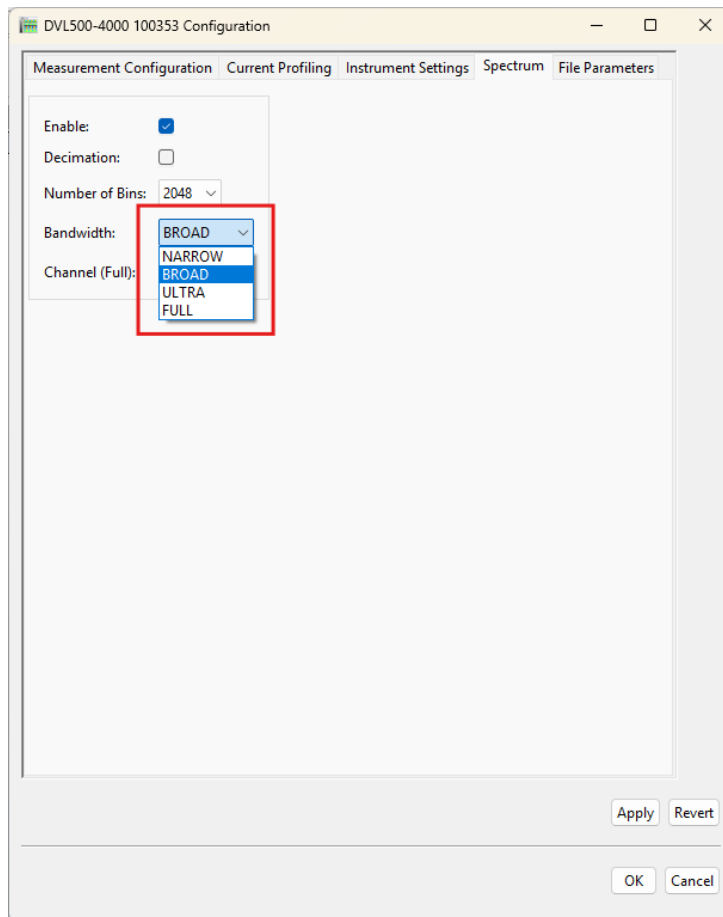 DVL500-4000 100353 Configuration
Measurement Configuration Current Profiling Instrument Settings Spectrum File Parameters
Enable:
Decimation:
Number of Bins: 2048
Bandwidth: BROAD
NARROW
Channel (Full): BROAD
ULTRA
FULL
Apply Revert
OK Cancel